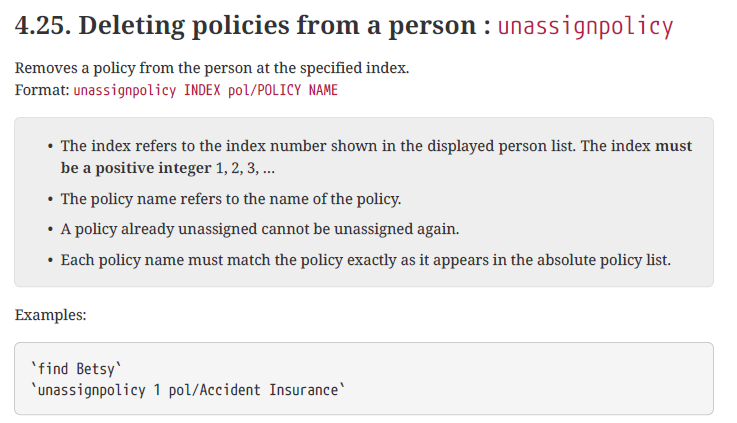 4.25. Deleting policies from a person : unassignpolicy
Removes a policy from the person at the specified index.
Format: unassignpolicy INDEX pol/POLICY NAME
• The index refers to the index number shown in the displayed person list. The index must
be a positive integer 1, 2, 3, …
• The policy name refers to the name of the policy.
• A policy already unassigned cannot be unassigned again.
• Each policy name must match the policy exactly as it appears in the absolute policy list.
Examples:
`find Betsy`
`unassignpolicy 1 pol/Accident Insurance`